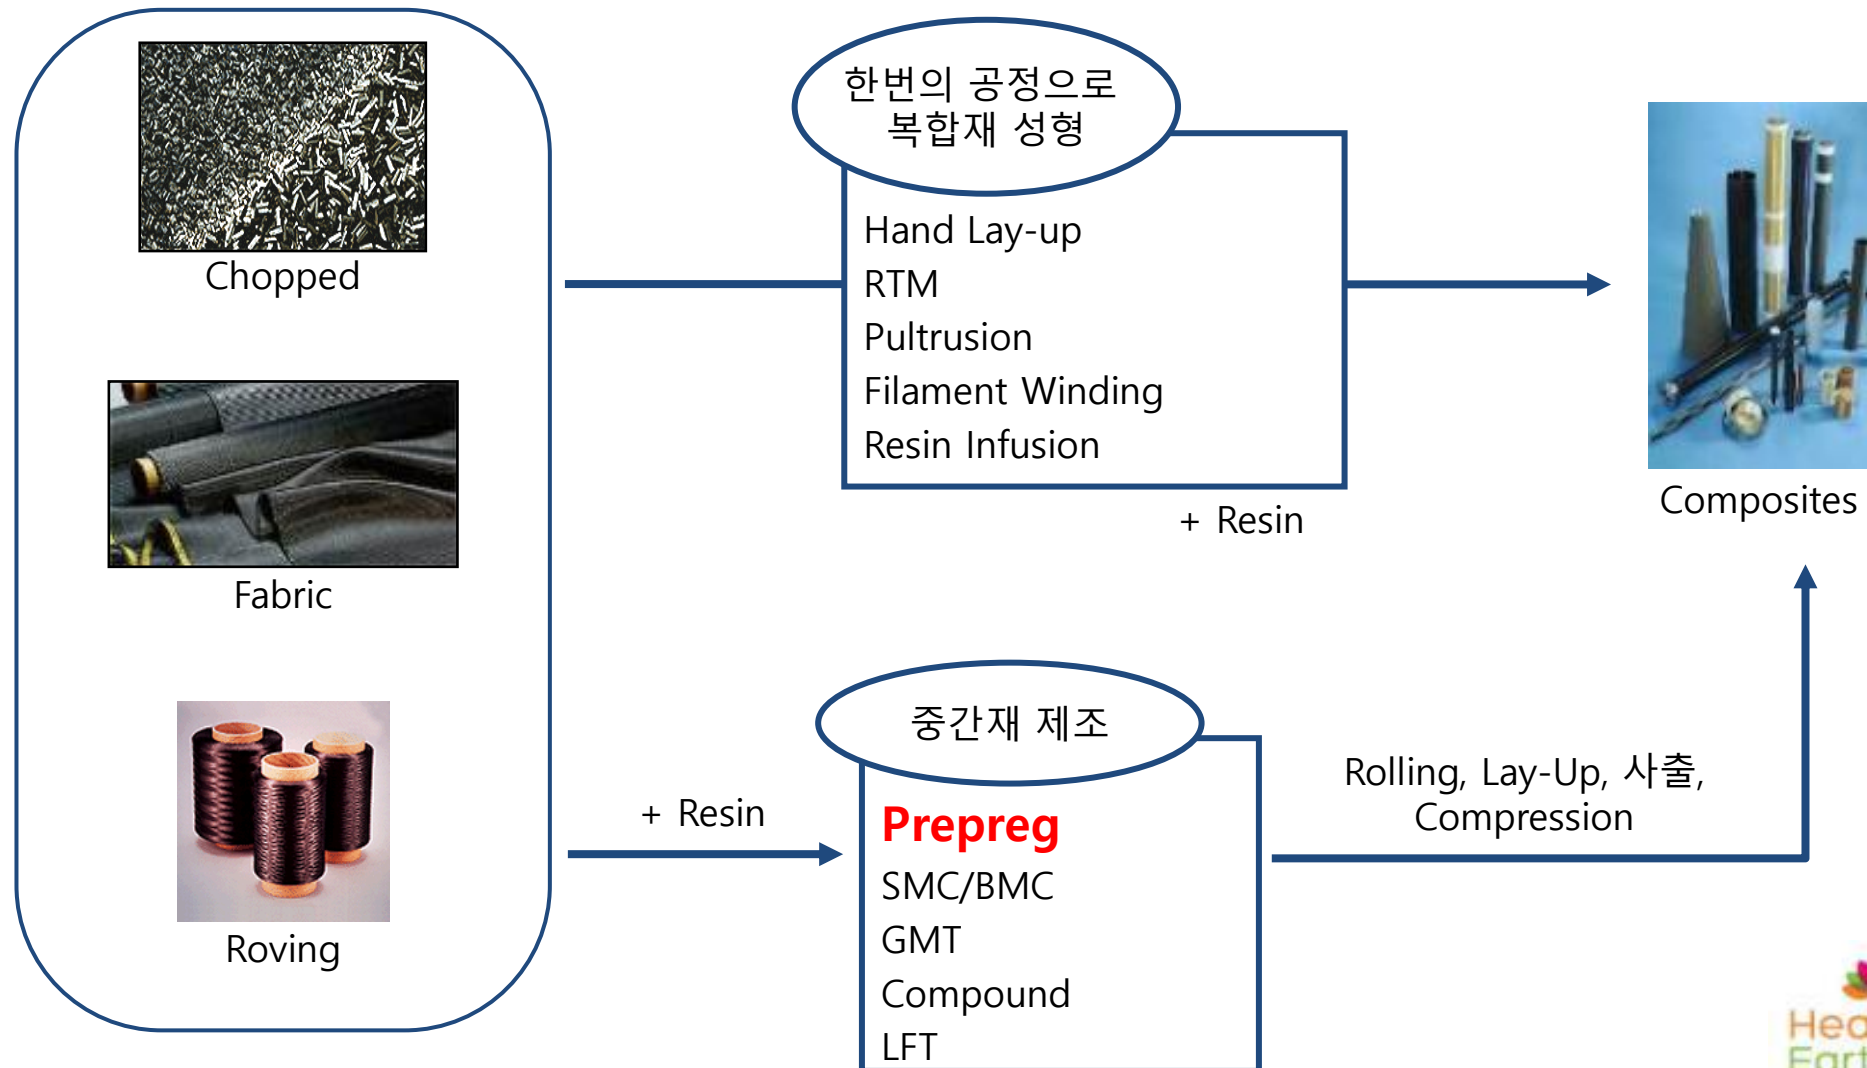 Chopped
Fabric
Roving
한번의 공정으로
복합재 성형
Hand Lay-up
RTM
Pultrusion
Filament Winding
Resin Infusion
+ Resin
Composites
+ Resin
중간재 제조
Prepreg
SMC/BMC
GMT
Compound
LFT
Rolling, Lay-Up, 사출,
Compression